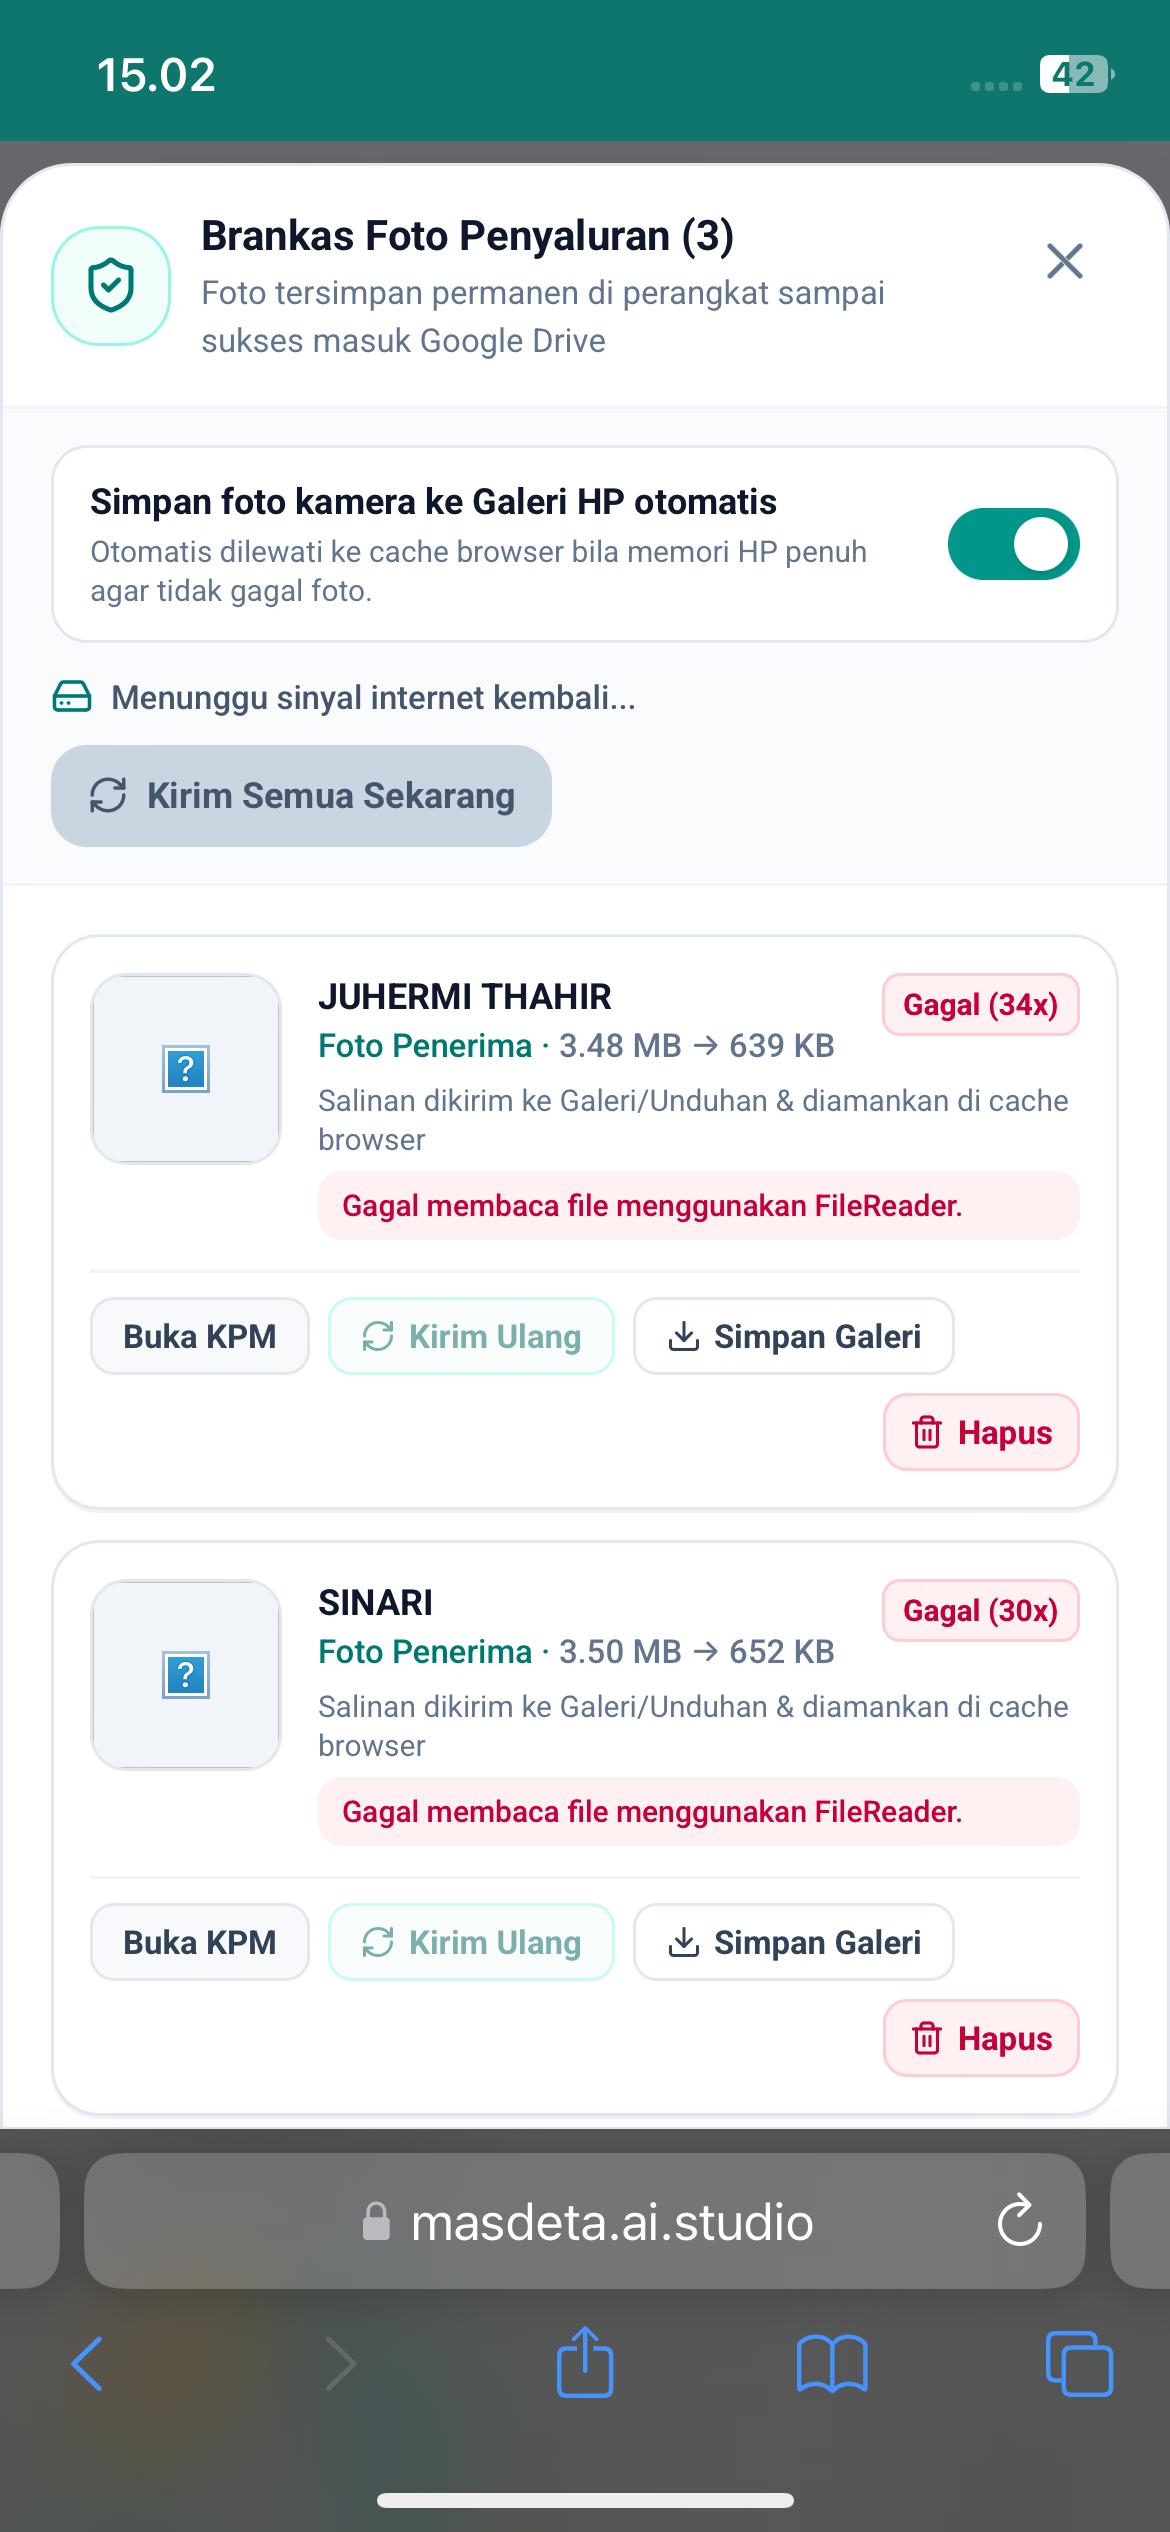 15.02
42
Brankas Foto Penyaluran (3)
Foto tersimpan permanen di perangkat sampai
sukses masuk Google Drive
Simpan foto kamera ke Galeri HP otomatis
Otomatis dilewati ke cache browser bila memori HP penuh
agar tidak gagal foto.
Menunggu sinyal internet kembali...
Kirim Semua Sekarang
JUHERMI THAHIR
Gagal (34x)
Foto Penerima · 3.48 MB → 639 KB
Salinan dikirim ke Galeri/Unduhan & diamankan di cache
browser
Gagal membaca file menggunakan FileReader.
Buka KPM
Kirim Ulang
Simpan Galeri
Hapus
SINARI
Gagal (30x)
Foto Penerima · 3.50 MB → 652 KB
Salinan dikirim ke Galeri/Unduhan & diamankan di cache
browser
Gagal membaca file menggunakan FileReader.
Buka KPM
Kirim Ulang
Simpan Galeri
Hapus
masdeta.ai.studio